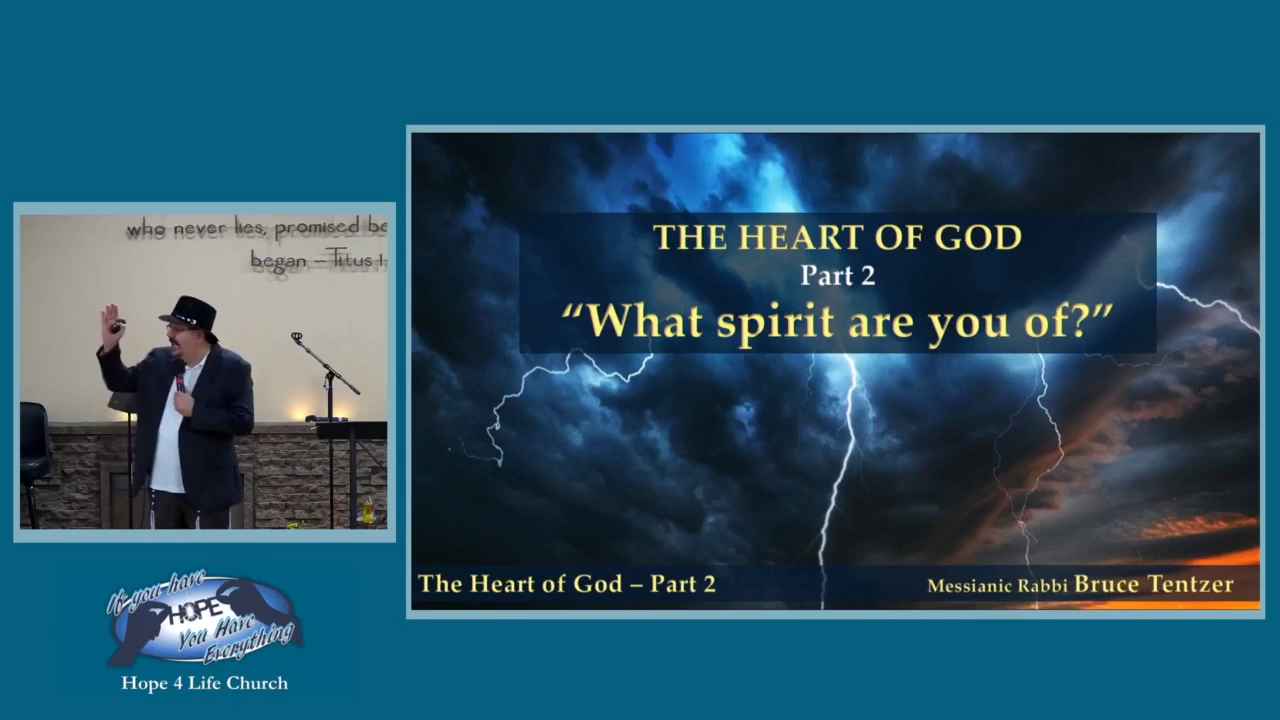 who never lies, promised be
began – Titus 1
THE HEART OF GOD
Part 2
“What spirit are you of?”
The Heart of God – Part 2
Messianic Rabbi Bruce Tentzer
If you have
HOPE
You Have
Everything
Hope 4 Life Church